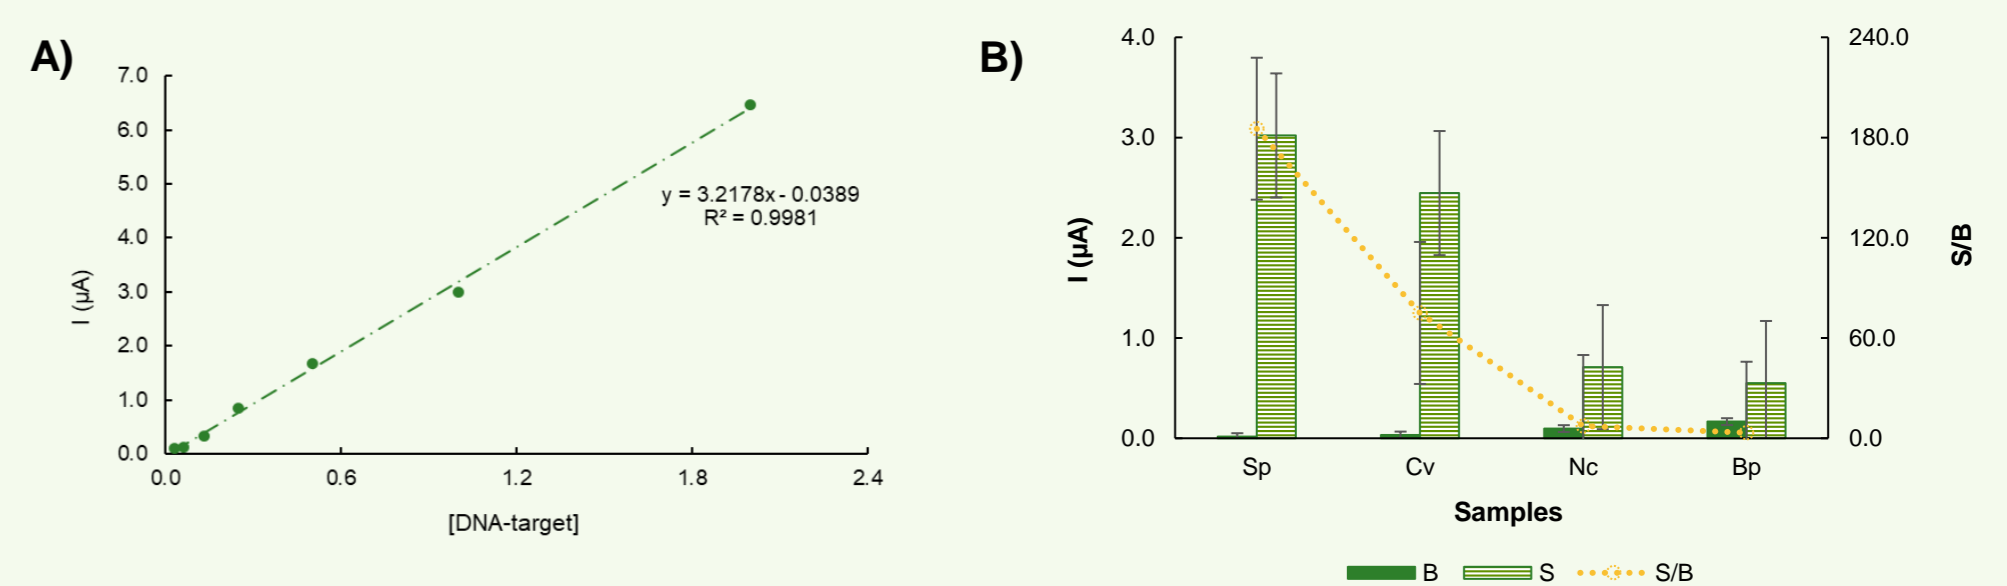 A)
7.0
6.0
5.0
4.0
3.0
2.0
1.0
0.0
I (µA)
y = 3.2178x - 0.0389
R² = 0.9981
0.0 0.6 1.2 1.8 2.4
[DNA-target]
B)
4.0
3.0
2.0
1.0
0.0
I (µA)
240.0
180.0
120.0
60.0
0.0
S/B
Sp Cv Nc Bp
Samples
B S S/B